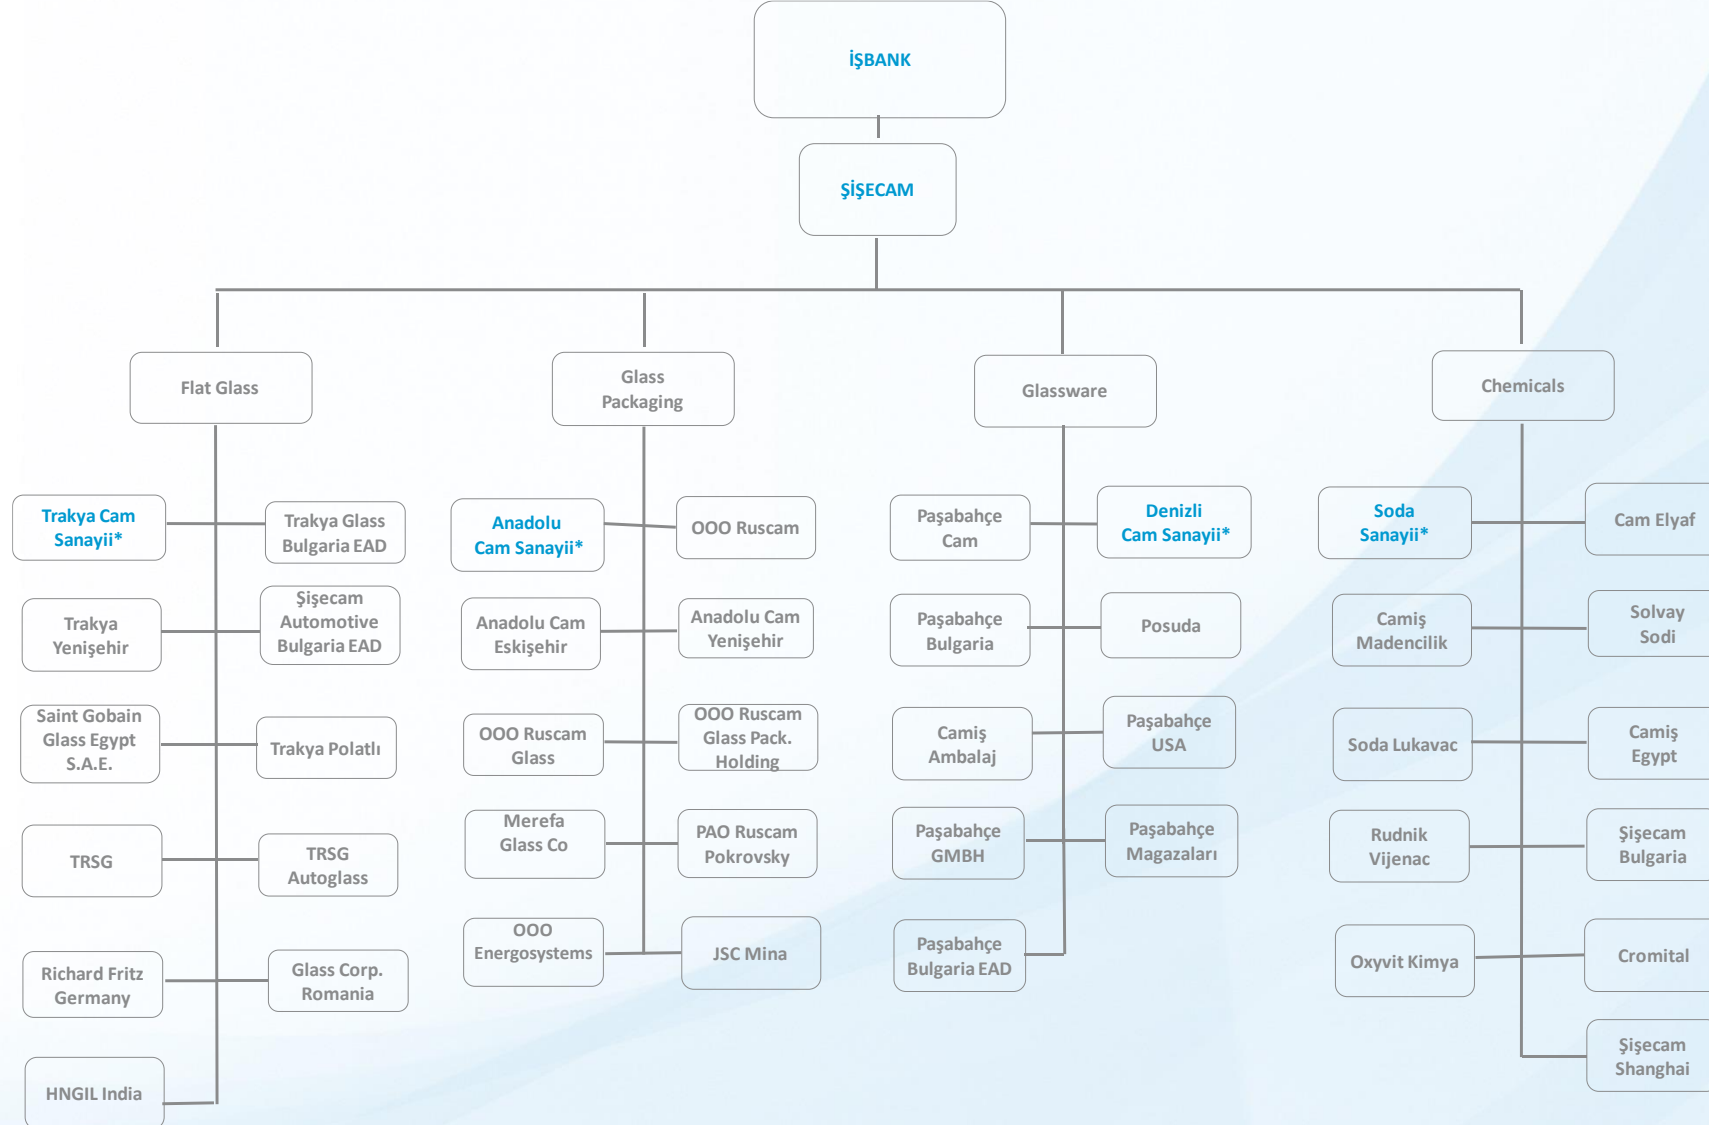 İŞBANK
ŞİŞECAM
Flat Glass
Glass
Packaging
Glassware
Chemicals
Trakya Cam
Sanayii*
Trakya Glass
Bulgaria EAD
Trakya
Yenişehir
Şişecam
Automotive
Bulgaria EAD
Saint Gobain
Glass Egypt
S.A.E.
Trakya Polatlı
TRSG
TRSG
Autoglass
Richard Fritz
Germany
Glass Corp.
Romania
HNGIL India
Anadolu
Cam Sanayii*
OOO Ruscam
Anadolu Cam
Eskişehir
Anadolu Cam
Yenişehir
OOO Ruscam
Glass
OOO Ruscam
Glass Pack.
Holding
Merefa
Glass Co
PAO Ruscam
Pokrovsky
OOO
Energosystems
JSC Mina
Paşabahçe
Cam
Denizli
Cam Sanayii*
Paşabahçe
Bulgaria
Posuda
Camiş
Ambalaj
Paşabahçe
USA
Paşabahçe
GMBH
Paşabahçe
Magazaları
Paşabahçe
Bulgaria EAD
Soda
Sanayii*
Cam Elyaf
Camiş
Madencilik
Solvay
Sodi
Soda Lukavac
Camiş
Egypt
Rudnik
Vijenac
Şişecam
Bulgaria
Oxyvit Kimya
Cromital
Şişecam
Shanghai